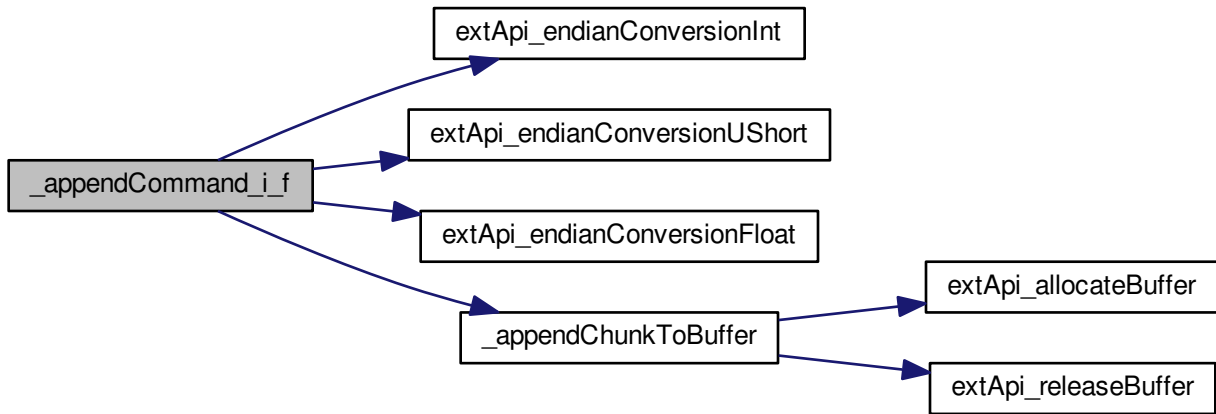 extApi_endianConversionInt
extApi_endianConversionUShort
_appendCommand_i_f
extApi_endianConversionFloat
extApi_allocateBuffer
_appendChunkToBuffer
extApi_releaseBuffer